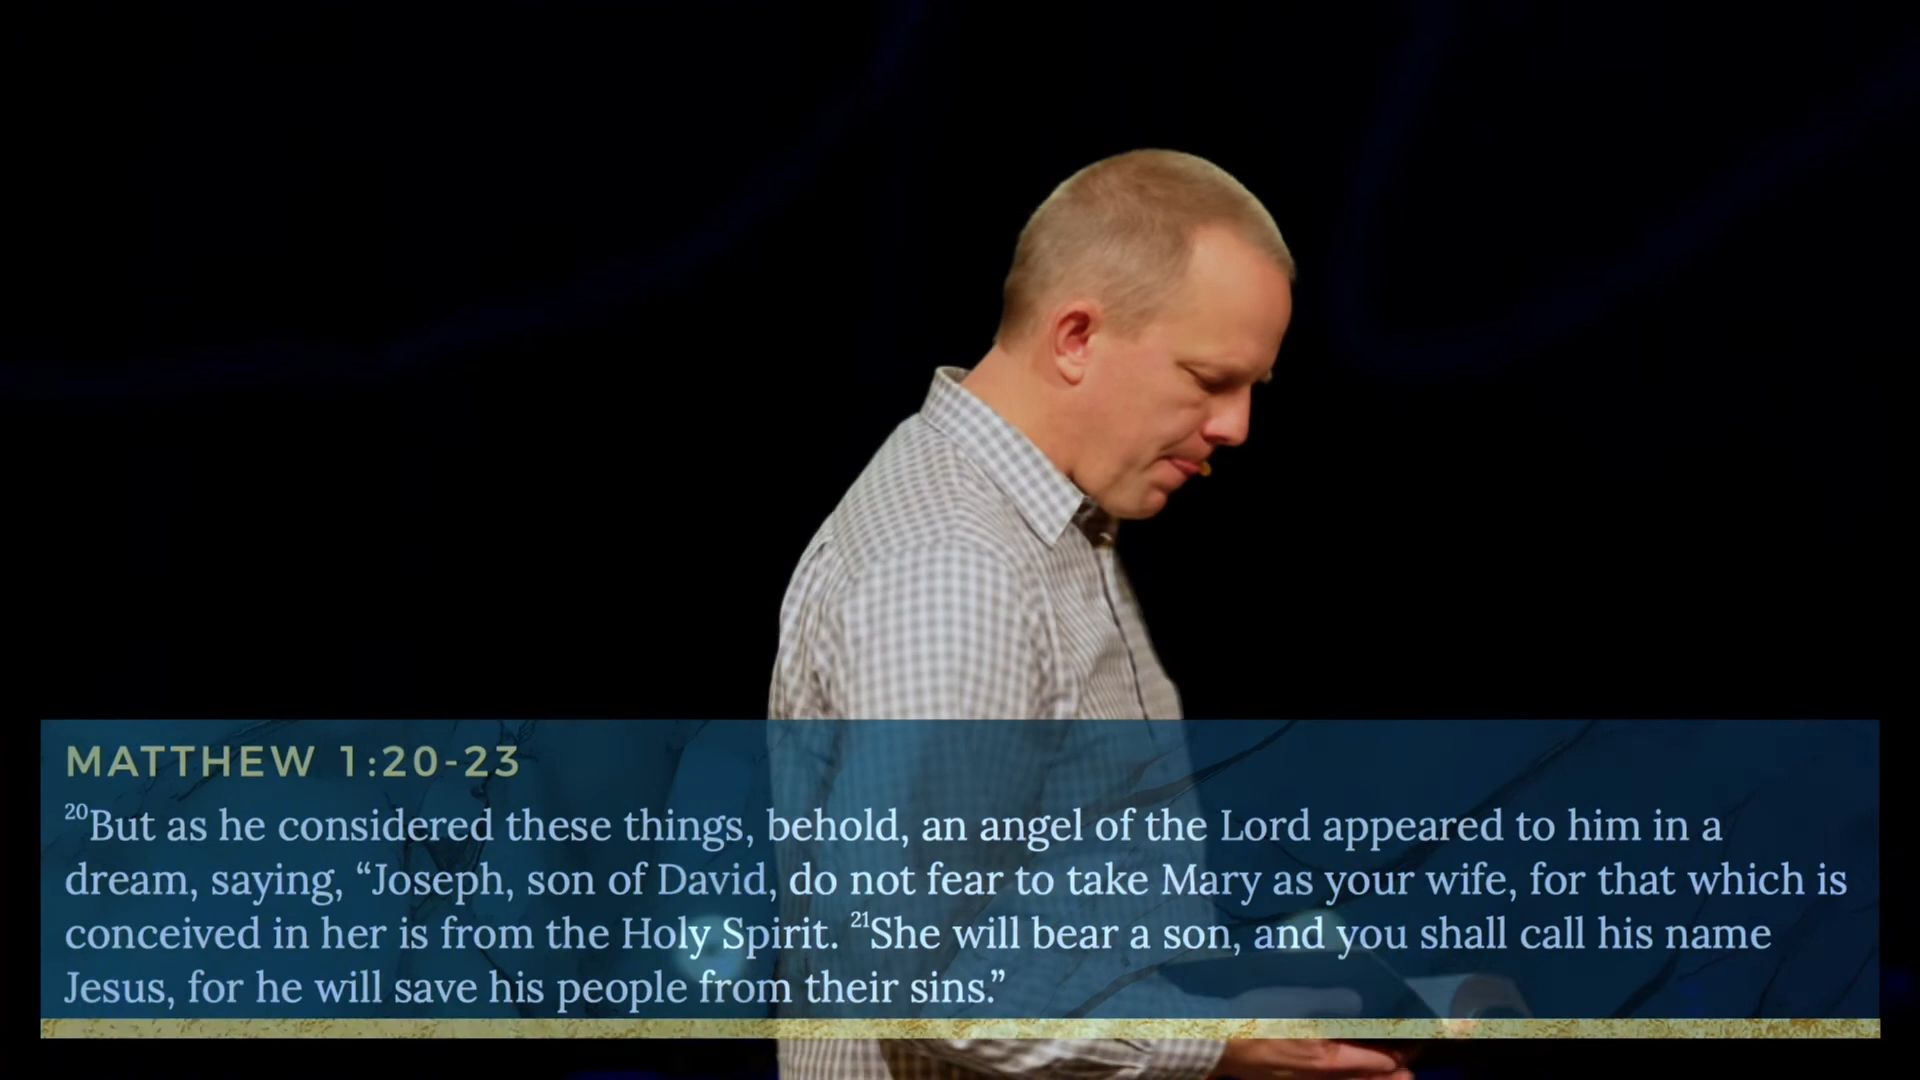 MATTHEW 1:20-23
20But as he considered these things, behold, an angel of the Lord appeared to him in a
dream, saying, “Joseph, son of David, do not fear to take Mary as your wife, for that which is
conceived in her is from the Holy Spirit. 21She will bear a son, and you shall call his name
Jesus, for he will save his people from their sins.”